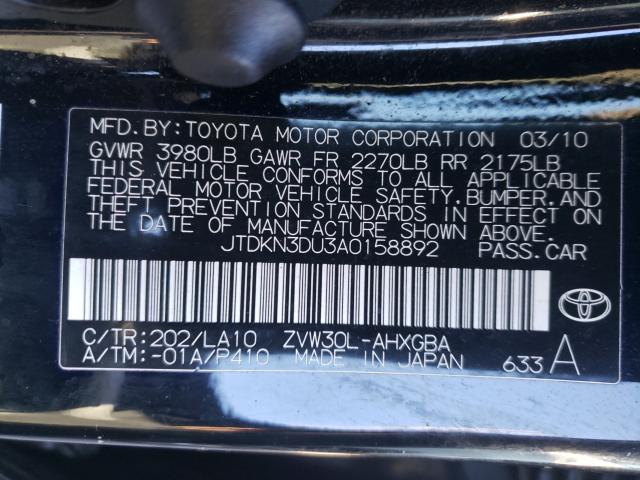 MFD.BY:TOYOTA MOTOR CORPORATION 03/10
GVWR 3980LB GAWR FR 2270LB RR 2175LB
THIS VEHICLE CONFORMS TO ALL APPLICABLE
FEDERAL MOTOR VEHICLE SAFETY,BUMPER,AND
THEFT PREVENTION STANDARDS IN EFFECT ON
THE DATE OF MANUFACTURE SHOWN ABOVE.
JTDKN3DU3A0158892 PASS.CAR
C/TR:202/LA10 ZVW30L-AHXGBA
A/TM:-01A/P410 MADE IN JAPAN 633 A